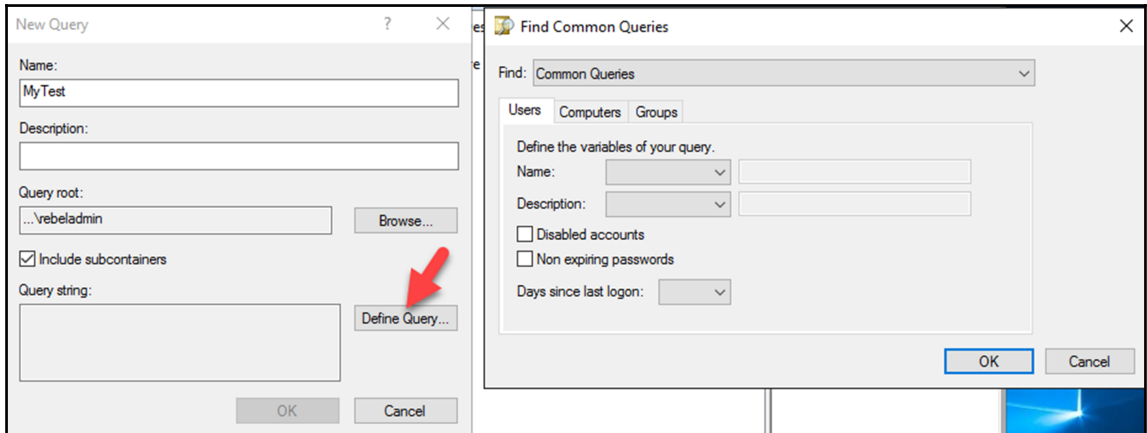 New Query ?
Name:
MyTest
Description:
Query root:
...\rebeladmin
Browse...
Include subcontainers
Query string:
Define Query...
OK
Cancel
es
re
Find Common Queries
Find:
Common Queries
Users
Computers
Groups
Define the variables of your query.
Name:
Description:
Disabled accounts
Non expiring passwords
Days since last logon:
OK
Cancel